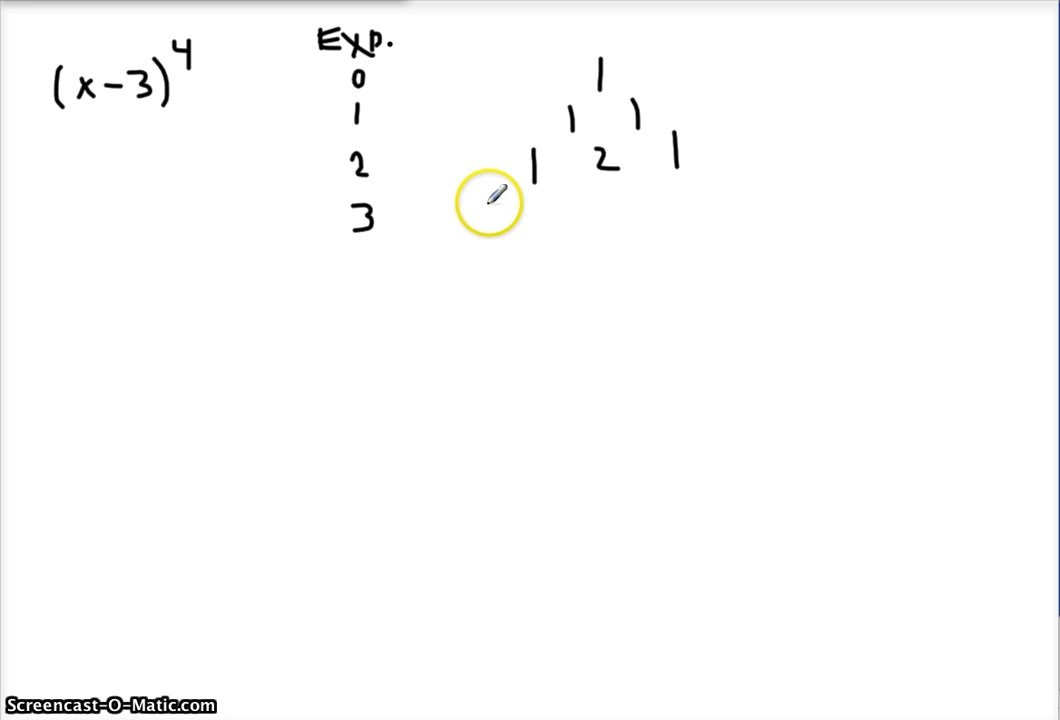 (x-3)^4
Exp.
0
1
2
3
1
1 1
1 2 1
Screencast-O-Matic.com